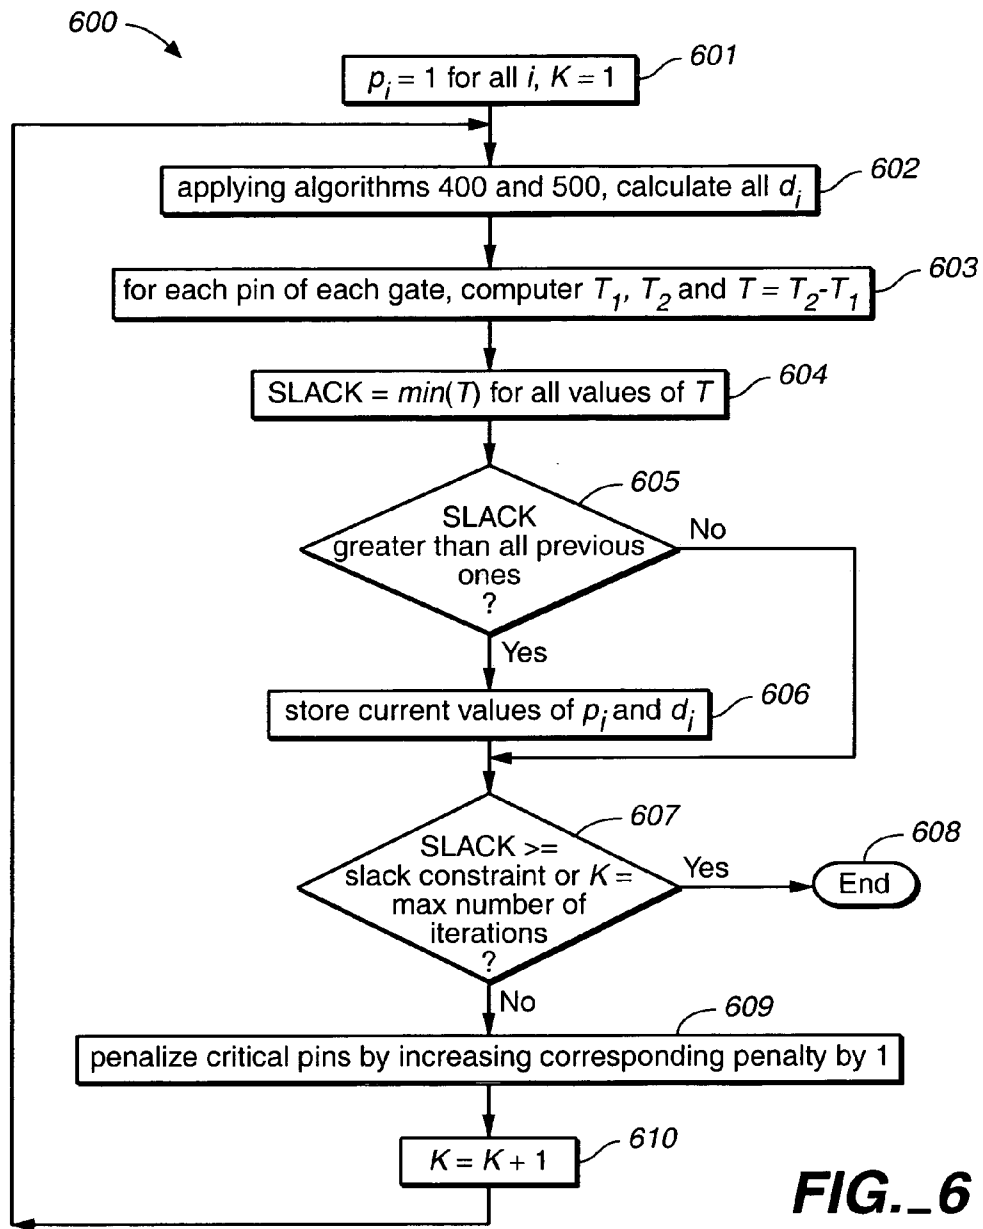 600
p_i = 1 for all i, K = 1
601
applying algorithms 400 and 500, calculate all d_i
602
for each pin of each gate, computer T_1, T_2 and T = T_2-T_1
603
SLACK = min(T) for all values of T
604
605
SLACK
greater than all previous
ones
?
No
Yes
store current values of p_i and d_i
606
607
SLACK >=
slack constraint or K =
max number of
iterations
?
Yes
608
End
No
609
penalize critical pins by increasing corresponding penalty by 1
K = K + 1
610
FIG._6